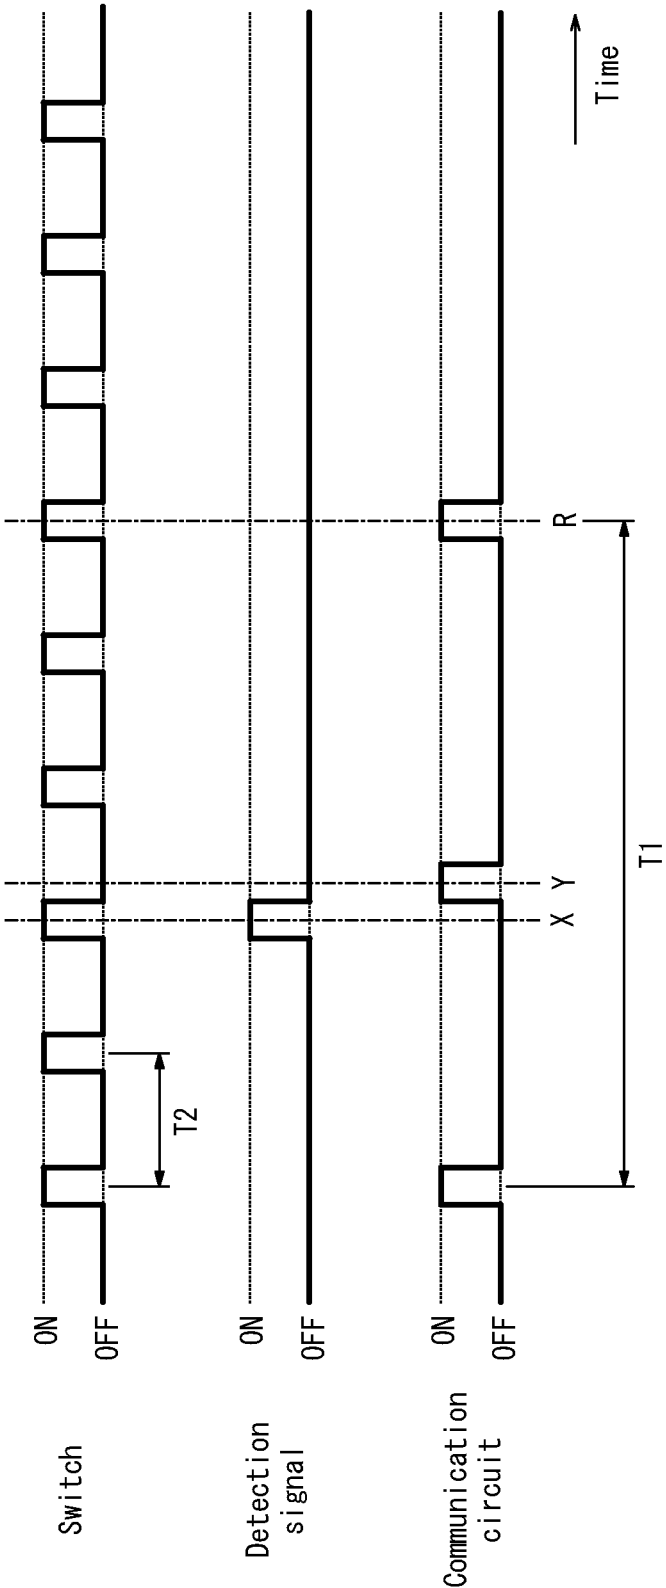 Switch
ON
OFF
T2
Detection
signal
ON
OFF
Communication
circuit
ON
OFF
X
Y
R
T1
Time